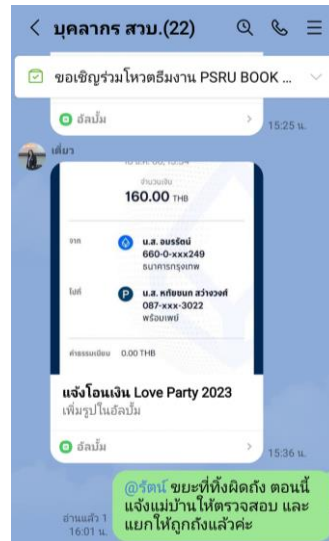 บุคลากร สวบ.(22)
ขอเชิญร่วมโหวตธีมงาน PSRU BOOK ...
อัลบั้ม
15:25 น.
เดี่ยว
จำนวนเงิน
160.00 THB
จาก
น.ส. อมรรัตน์
660-0-xxx249
ธนาคารกรุงเทพ
ไปที่
P
น.ส. หทัยชนก สว่างวงศ์
087-xxx-3022
พร้อมเพย์
ค่าธรรมเนียม 0.00 THB
แจ้งโอนเงิน Love Party 2023
เพิ่มรูปในอัลบั้ม
อัลบั้ม
15:36 น.
@รัตน์ ขยะที่ทิ้งผิดถัง ตอนนี้
แจ้งแม่บ้านให้ตรวจสอบ และ
แยกให้ถูกถังแล้วค่ะ
อ่านแล้ว 1
16:01 น.